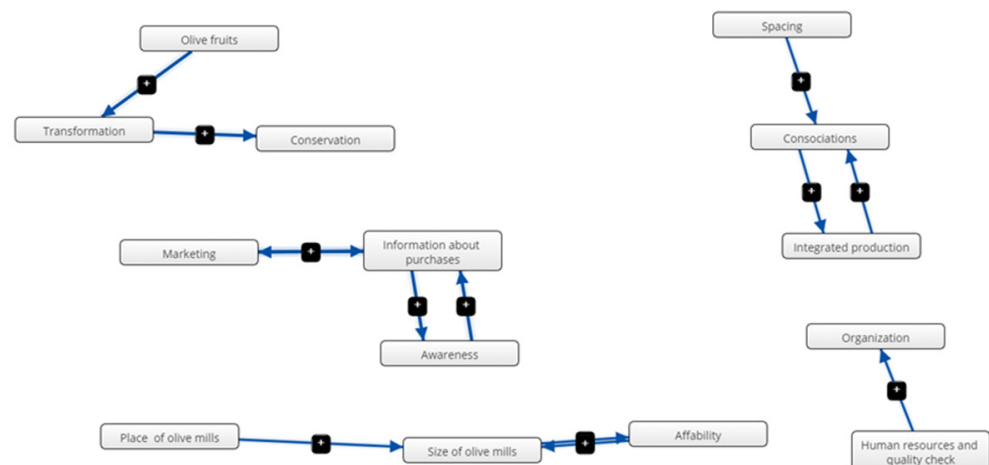 Olive fruits
Spacing
+
+
Transformation
+
Conservation
Consociations
+
+
Marketing
+
Information about
purchases
Integrated production
+
+
Awareness
Organization
+
Place of olive mills
+
Size of olive mills
+
Affability
Human resources and
quality check